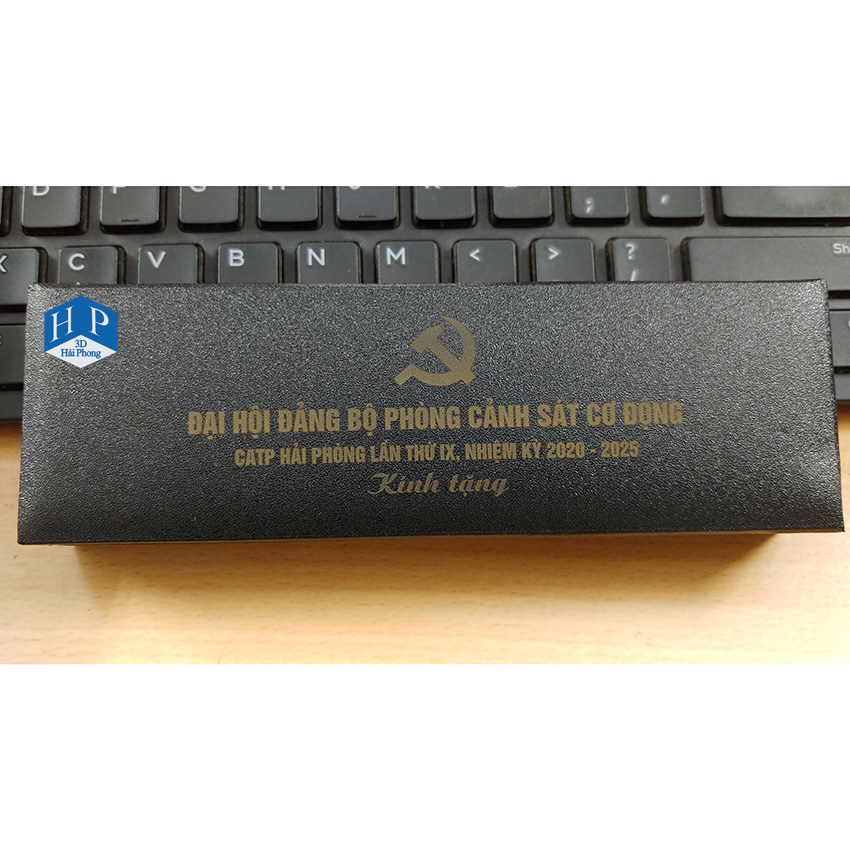 D F G H J K L : ;
X C V B N M < > ? /
Sh
H P
3D
Hải Phong
ĐẠI HỘI ĐẢNG BỘ PHÒNG CẢNH SÁT CƠ ĐỘNG
CATP HẢI PHÒNG LẦN THỨ IX, NHIỆM KỲ 2020 - 2025
Kính tặng